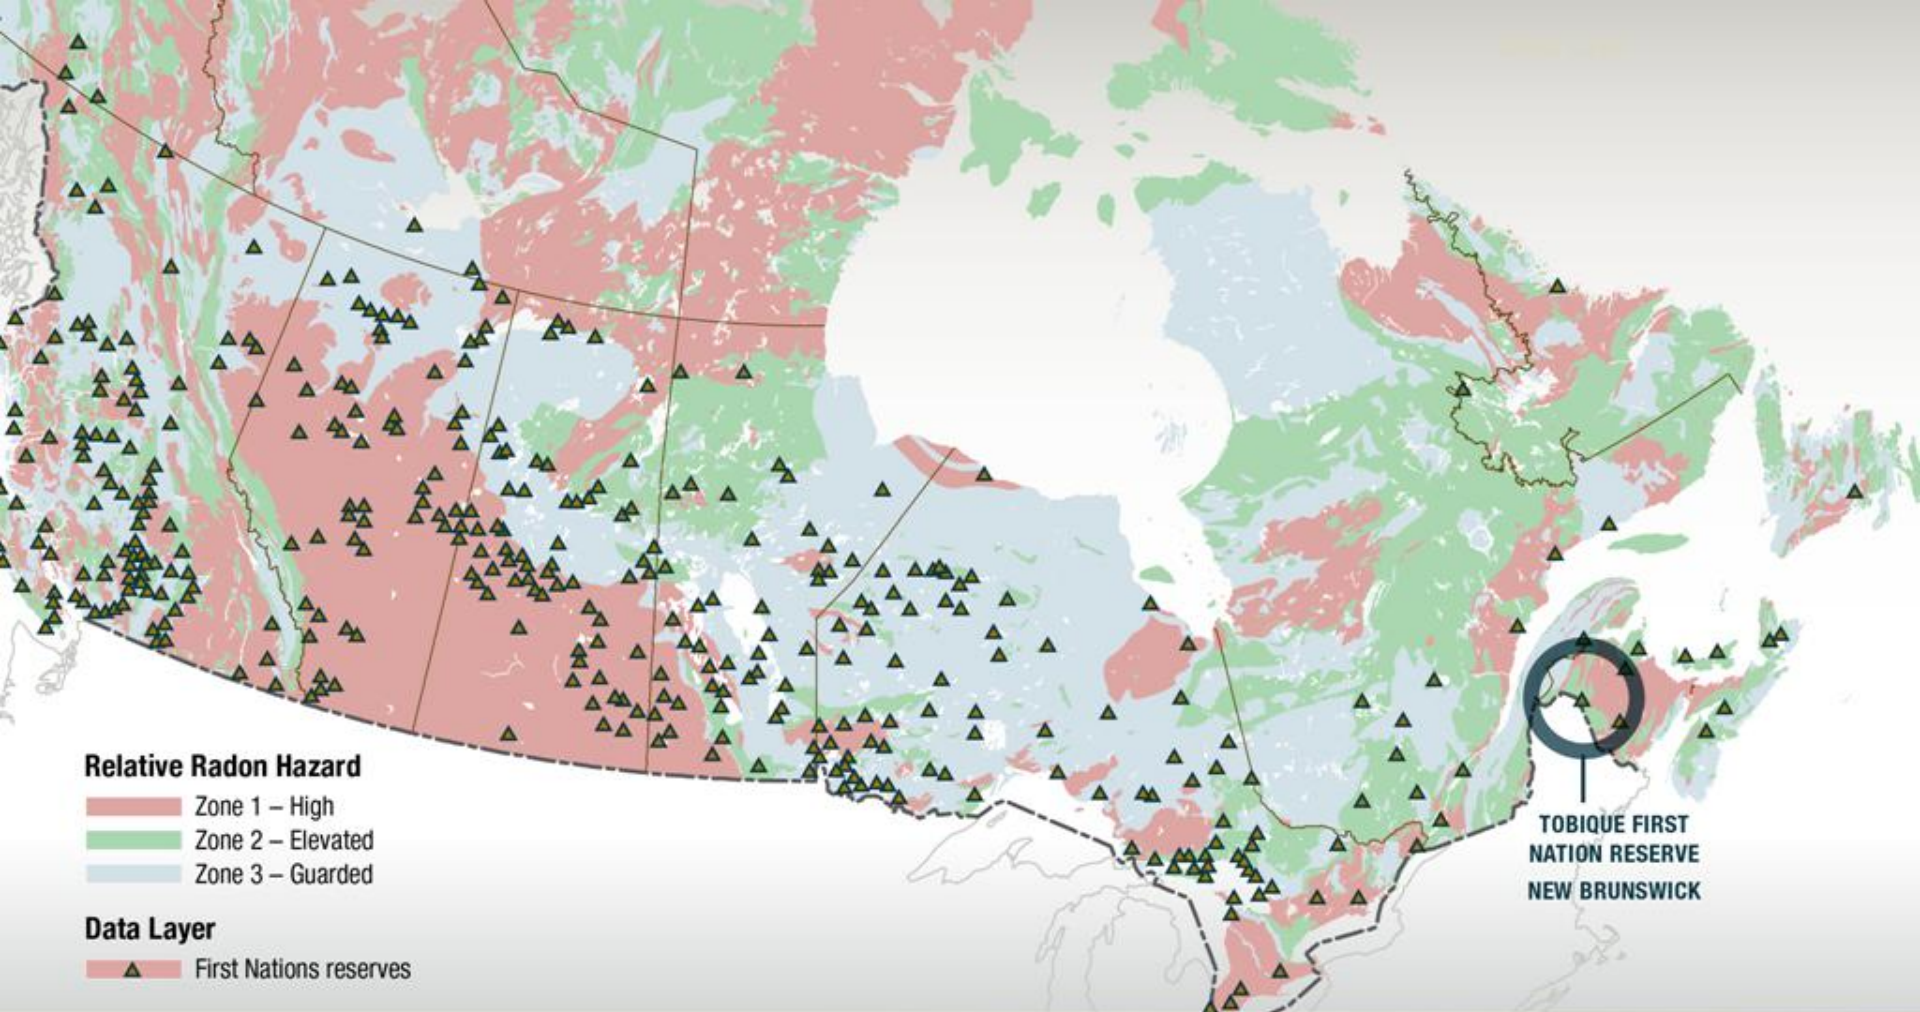 Relative Radon Hazard
Zone 1 – High
Zone 2 – Elevated
Zone 3 – Guarded
Data Layer
First Nations reserves
TOBIQUE FIRST
NATION RESERVE
NEW BRUNSWICK